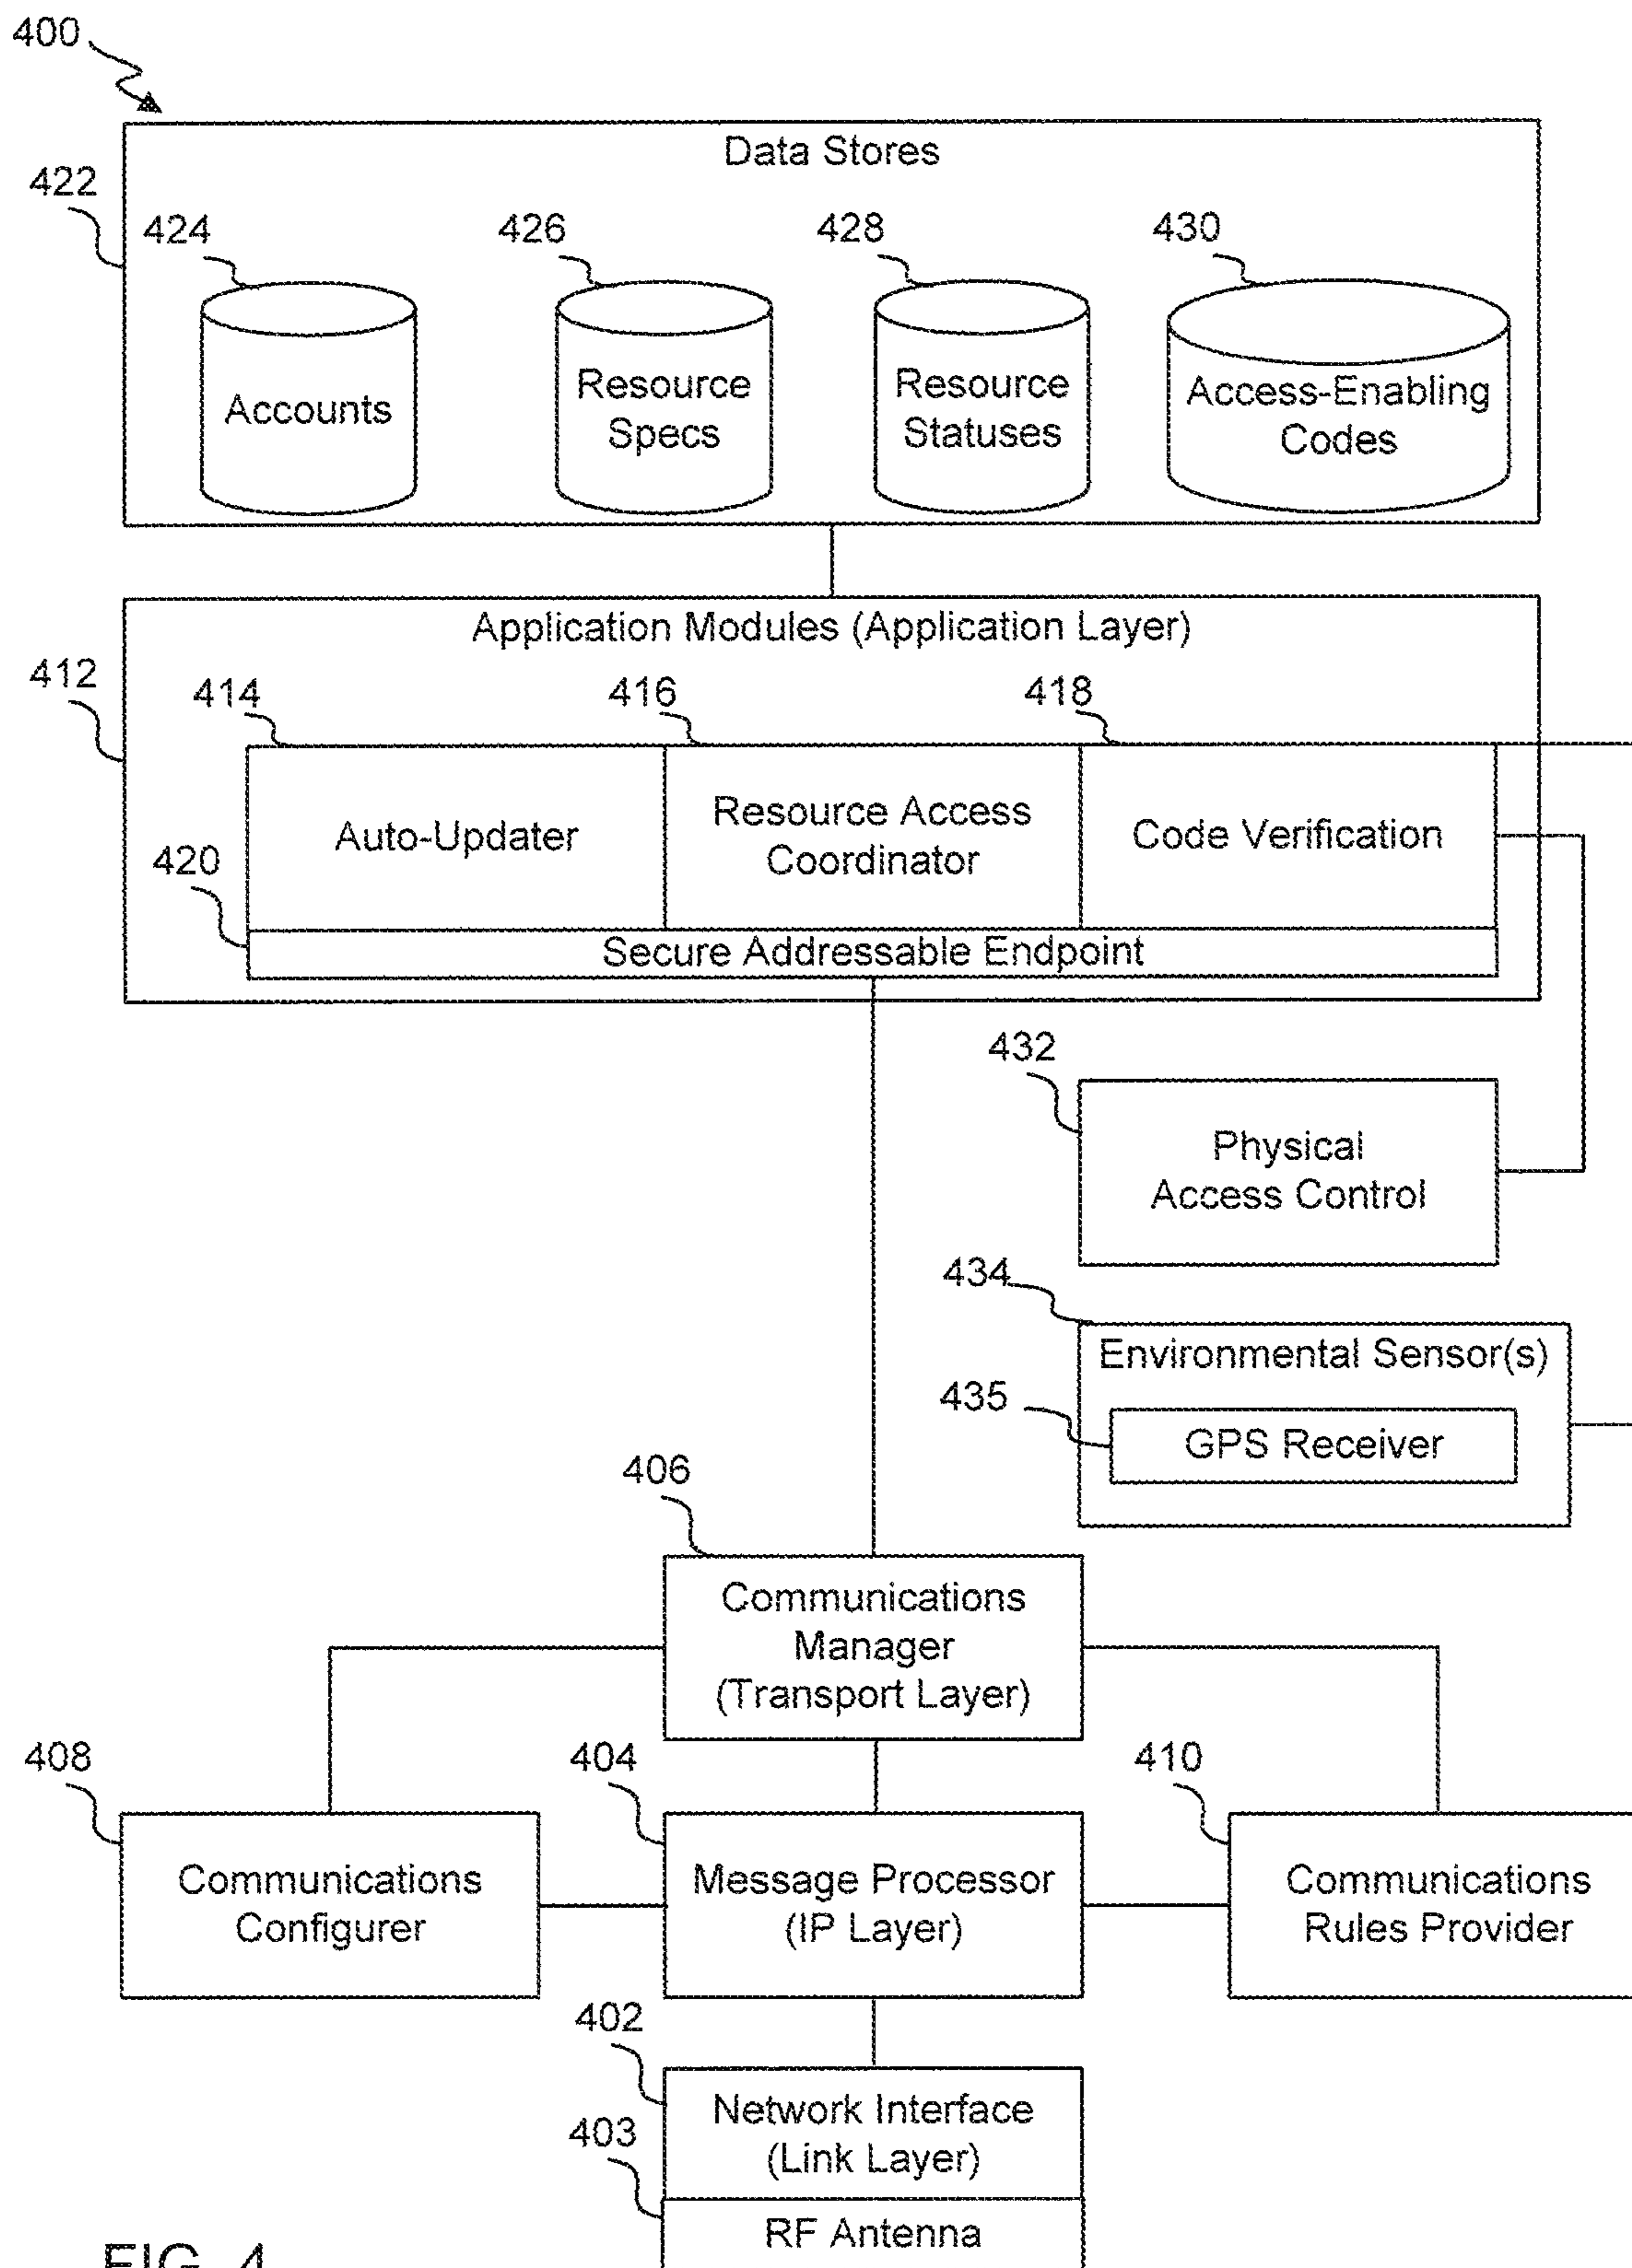 400
Data Stores
422
424
426
428
430
Accounts
Resource
Specs
Resource
Statuses
Access-Enabling
Codes
Application Modules (Application Layer)
412
414
416
418
Auto-Updater
Resource Access
Coordinator
Code Verification
420
Secure Addressable Endpoint
432
Physical
Access Control
434
Environmental Sensor(s)
435
GPS Receiver
406
Communications
Manager
(Transport Layer)
408
404
410
Communications
Configurer
Message Processor
(IP Layer)
Communications
Rules Provider
402
Network Interface
(Link Layer)
403
RF Antenna
FIG. 4